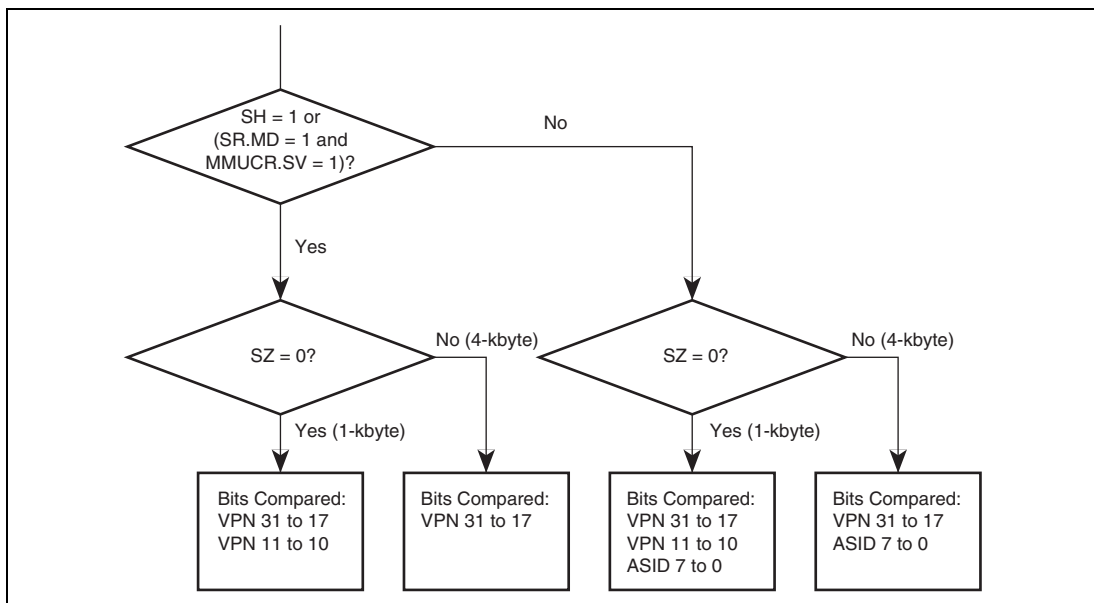 SH = 1 or
(SR.MD = 1 and
MMUCR.SV = 1)?
No
Yes
SZ = 0?
No (4-kbyte)
SZ = 0?
No (4-kbyte)
Yes (1-kbyte)
Yes (1-kbyte)
Bits Compared:
VPN 31 to 17
VPN 11 to 10
Bits Compared:
VPN 31 to 17
Bits Compared:
VPN 31 to 17
VPN 11 to 10
ASID 7 to 0
Bits Compared:
VPN 31 to 17
ASID 7 to 0